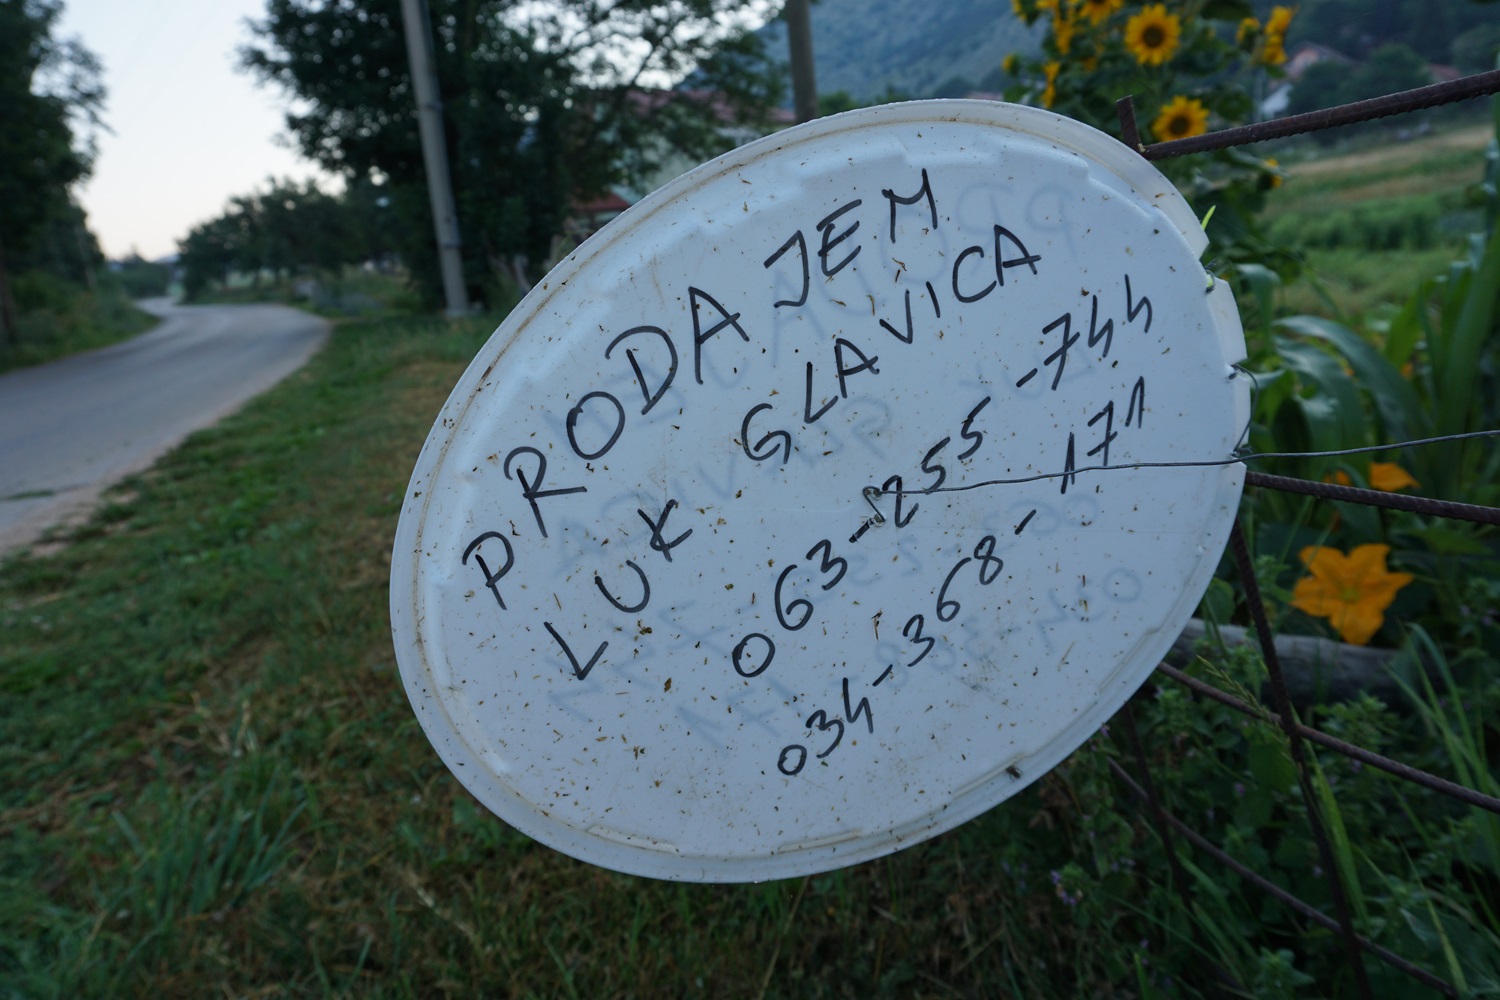 PRODAJEM
LUK GLAVICA
063-255-744
034-368-171